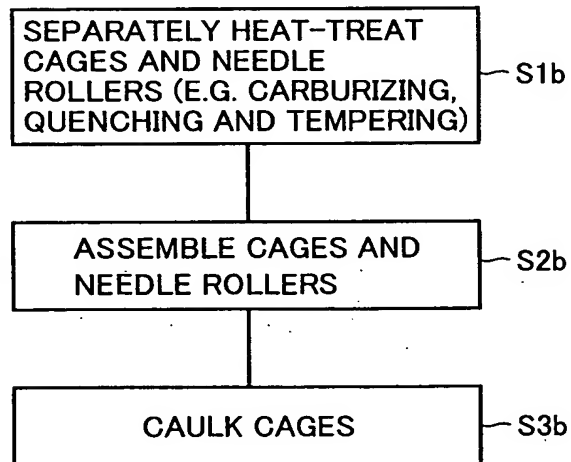 SEPARATELY HEAT-TREAT
CAGES AND NEEDLE
ROLLERS (E.G. CARBURIZING,
QUENCHING AND TEMPERING)
S1b
ASSEMBLE CAGES AND
NEEDLE ROLLERS
S2b
CAULK CAGES
S3b